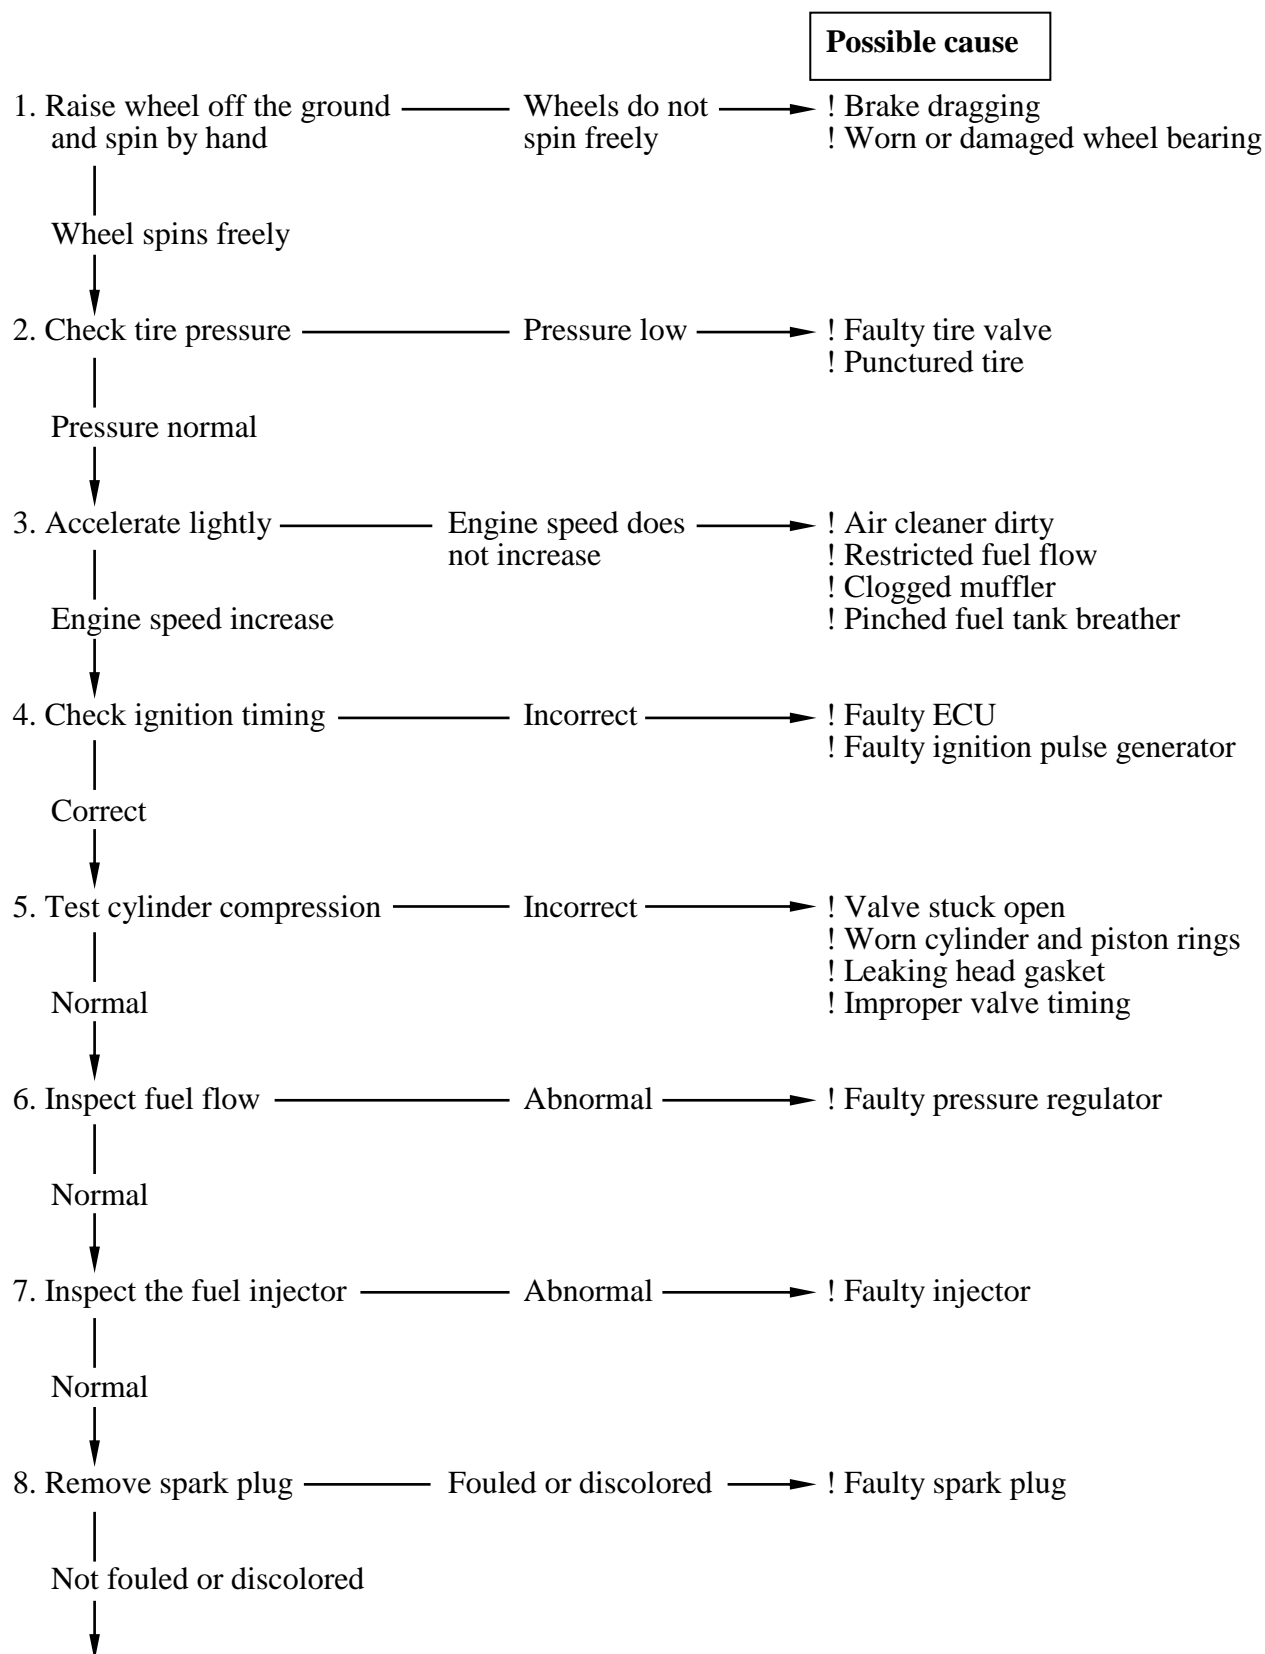 Possible cause
1. Raise wheel off the ground Wheels do not ! Brake dragging
and spin by hand spin freely ! Worn or damaged wheel bearing
Wheel spins freely
2. Check tire pressure Pressure low ! Faulty tire valve
! Punctured tire
Pressure normal
3. Accelerate lightly Engine speed does ! Air cleaner dirty
not increase ! Restricted fuel flow
! Clogged muffler
Engine speed increase ! Pinched fuel tank breather
4. Check ignition timing Incorrect ! Faulty ECU
! Faulty ignition pulse generator
Correct
5. Test cylinder compression Incorrect ! Valve stuck open
! Worn cylinder and piston rings
! Leaking head gasket
Normal ! Improper valve timing
6. Inspect fuel flow Abnormal ! Faulty pressure regulator
Normal
7. Inspect the fuel injector Abnormal ! Faulty injector
Normal
8. Remove spark plug Fouled or discolored ! Faulty spark plug
Not fouled or discolored